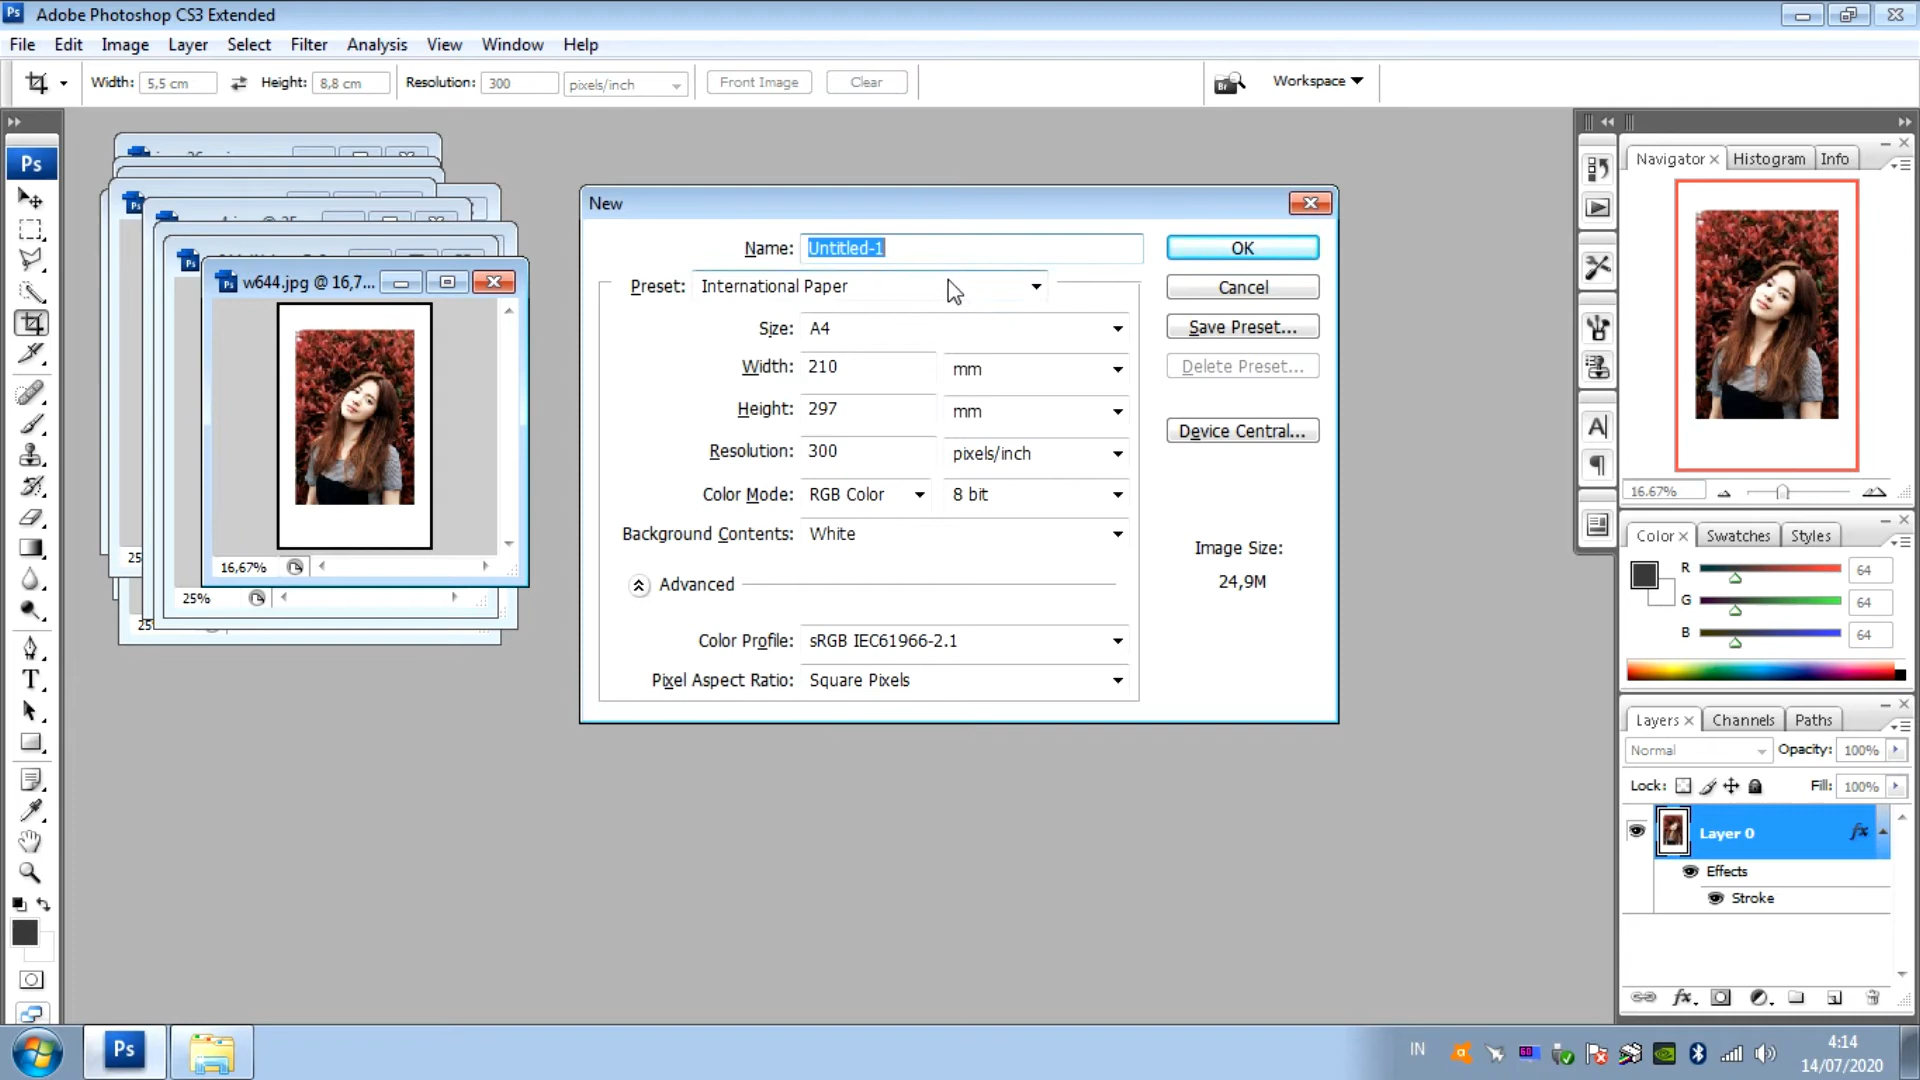 Ps Adobe Photoshop CS3 Extended
File Edit Image Layer Select Filter Analysis View Window Help
Width: 5,5 cm Height: 8,8 cm Resolution: 300 pixels/inch Front Image Clear Br Workspace
Ps
w644.jpg @ 16,7...
16,67%
25%
New
Name: Untitled-1
Preset: International Paper
Size: A4
Width: 210 mm
Height: 297 mm
Resolution: 300 pixels/inch
Color Mode: RGB Color 8 bit
Background Contents: White
Advanced
Color Profile: sRGB IEC61966-2.1
Pixel Aspect Ratio: Square Pixels
OK
Cancel
Save Preset...
Delete Preset...
Device Central...
Image Size:
24,9M
Navigator Histogram Info
16.67%
Color Swatches Styles
R 64
G 64
B 64
Layers Channels Paths
Normal Opacity: 100%
Lock: Fill: 100%
Layer 0 fx
Effects
Stroke
Ps
IN
60
4:14
14/07/2020